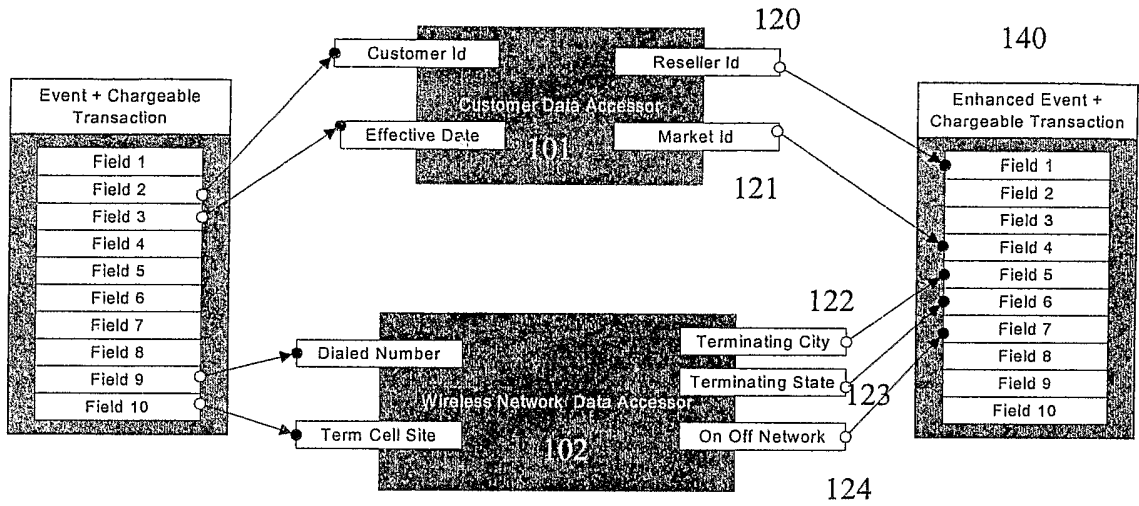 120
140
Customer Id
Reseller Id
Event + Chargeable
Transaction
Customer Data Accessor
Enhanced Event +
Chargeable Transaction
Effective Date
101
Market Id
121
Field 1
Field 2
Field 3
Field 4
Field 5
Field 6
Field 7
Field 8
Field 9
Field 10
Field 1
Field 2
Field 3
Field 4
Field 5
Field 6
Field 7
Field 8
Field 9
Field 10
122
Dialed Number
Terminating City
Terminating State
123
Wireless Network Data Accessor
Term Cell Site
102
On Off Network
124